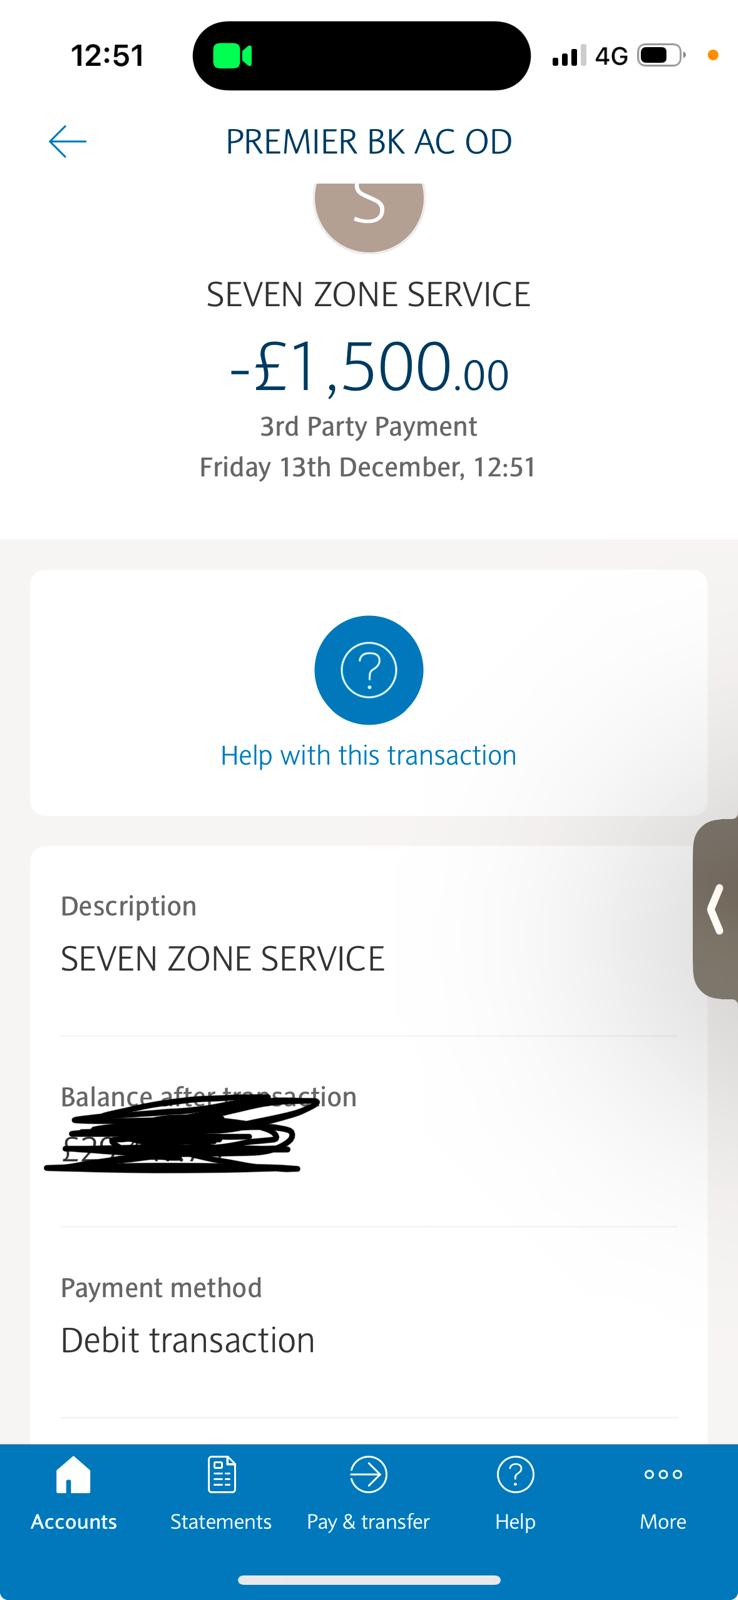 12:51
4G
PREMIER BK AC OD
S
SEVEN ZONE SERVICE
-£1,500.00
3rd Party Payment
Friday 13th December, 12:51
?
Help with this transaction
Description
SEVEN ZONE SERVICE
Balance after transaction
Payment method
Debit transaction
Accounts
Statements
Pay & transfer
Help
More